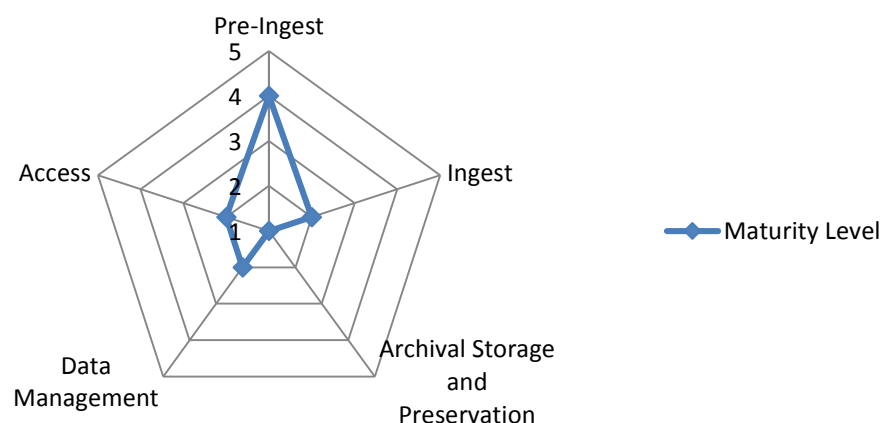 Pre-Ingest
5
4
3
2
1
Access
Ingest
Maturity Level
Archival Storage
and
Preservation
Data
Management